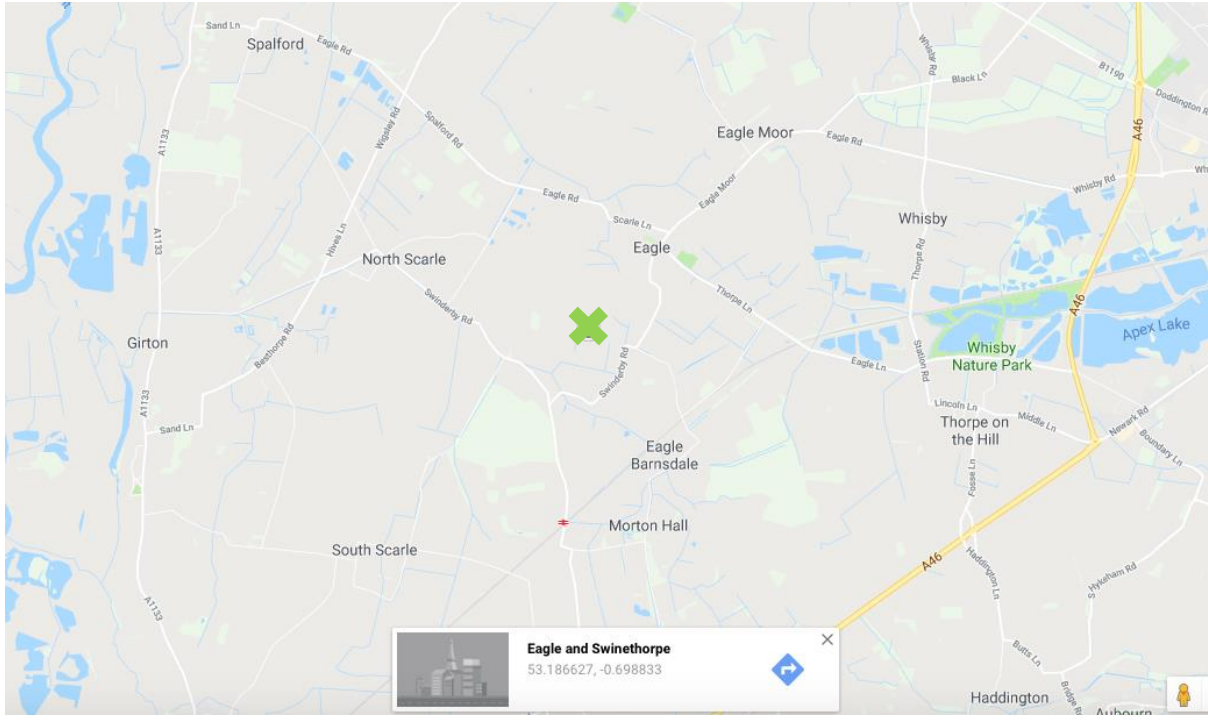 Sand Ln
Spalford
Eagle Rd
Whisby Rd
B1190
Black Ln
Doddington R
A46
A1133
Wigsley Rd
Spalford Rd
Eagle Moor
Eagle Rd
Whisby Rd
Whi
Eagle Rd
Eagle Moor
Scarle Ln
Whisby
A1133
Hives Ln
North Scarle
Eagle
Thorpe Rd
Thorpe Ln
A46
Swinderby Rd
Apex Lake
Girton
Besthorpe Rd
Whisby
Nature Park
Swinderby Rd
Eagle Ln
Station Rd
A1133
Lincoln Ln
Middle Ln
Newark Rd
Sand Ln
Thorpe on
the Hill
Boundary Ln
Eagle
Barnsdale
Fosse Ln
Morton Hall
South Scarle
A46
Haddington Ln
S Hykeham Rd
A1133
Eagle and Swinethorpe
53.186627, -0.698833
Butts Ln
Bridge Rd
Haddington
Aubourn